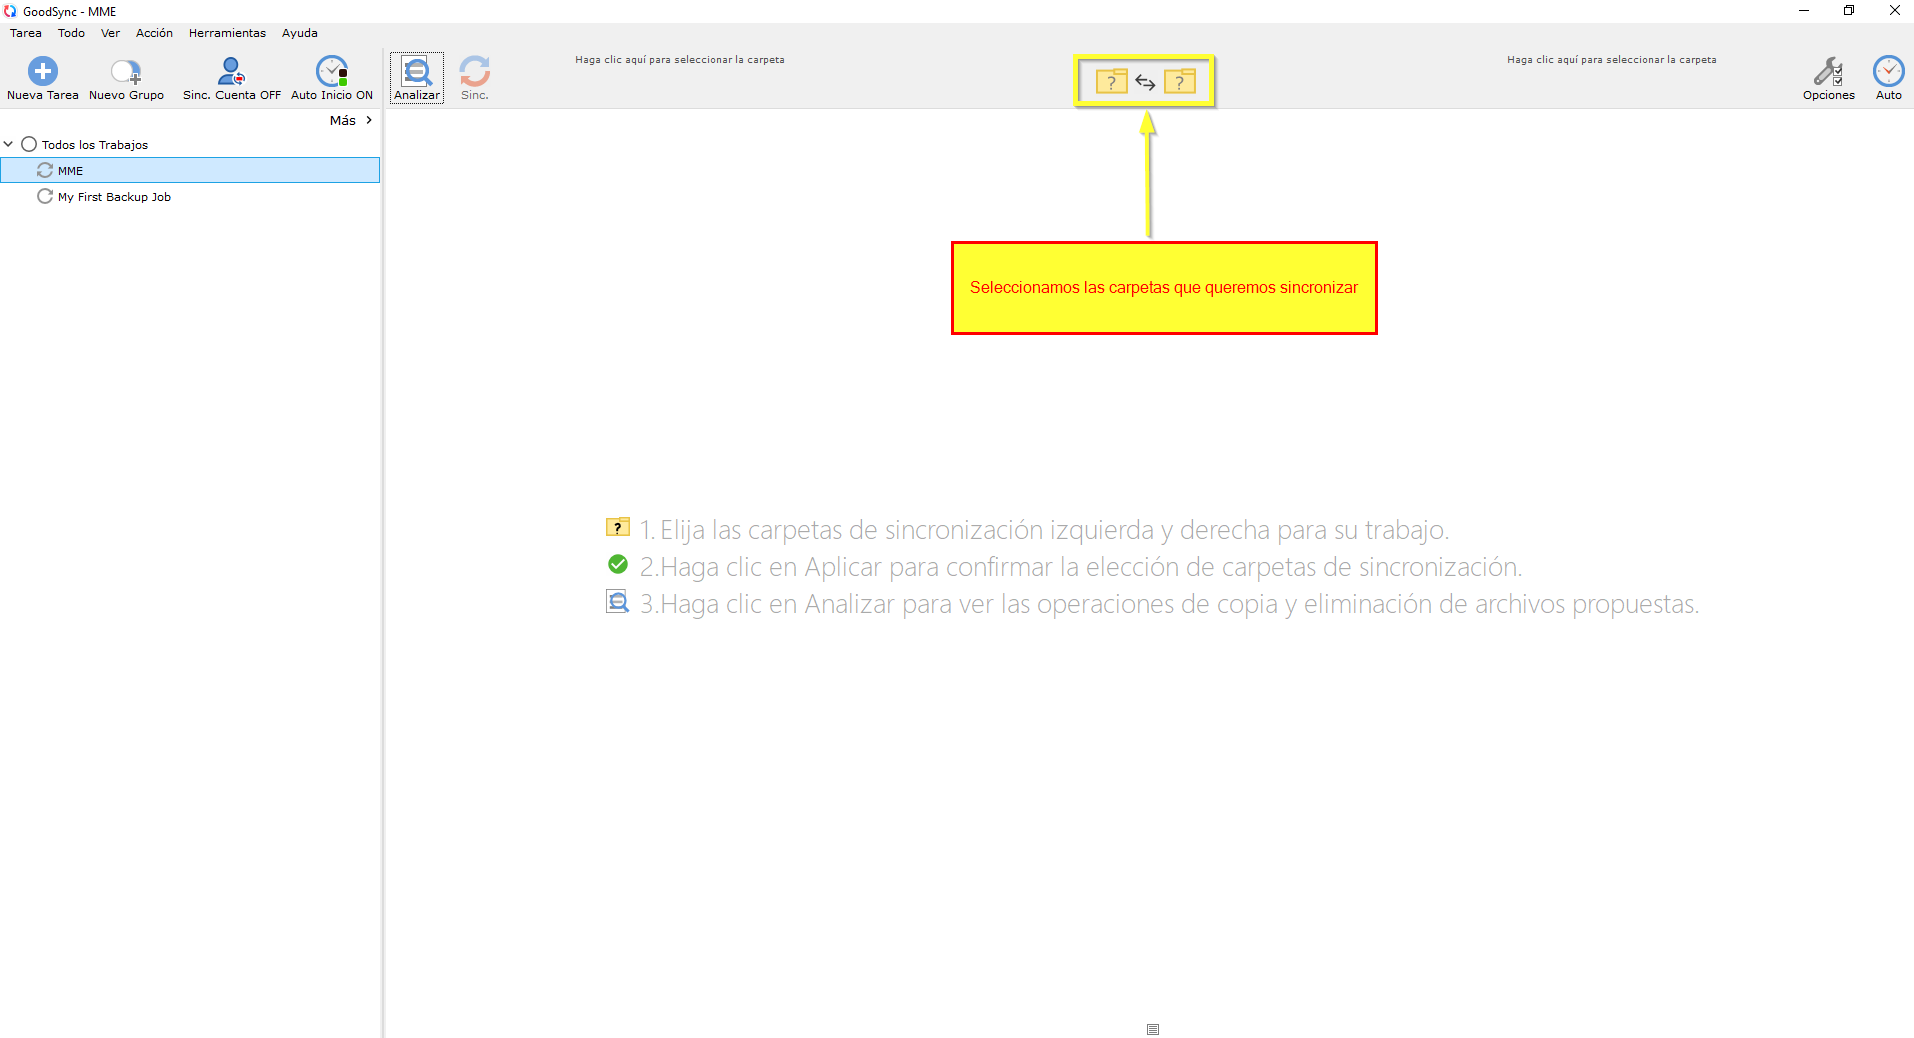 GoodSync - MME
Tarea Todo Ver Acción Herramientas Ayuda
Nueva Tarea Nuevo Grupo Sinc. Cuenta OFF Auto Inicio ON Analizar Sinc. Haga clic aquí para seleccionar la carpeta ? ? Haga clic aquí para seleccionar la carpeta Opciones Auto
Más >
Todos los Trabajos
MME
My First Backup Job
Seleccionamos las carpetas que queremos sincronizar
? 1. Elija las carpetas de sincronización izquierda y derecha para su trabajo.
2.Haga clic en Aplicar para confirmar la elección de carpetas de sincronización.
3.Haga clic en Analizar para ver las operaciones de copia y eliminación de archivos propuestas.